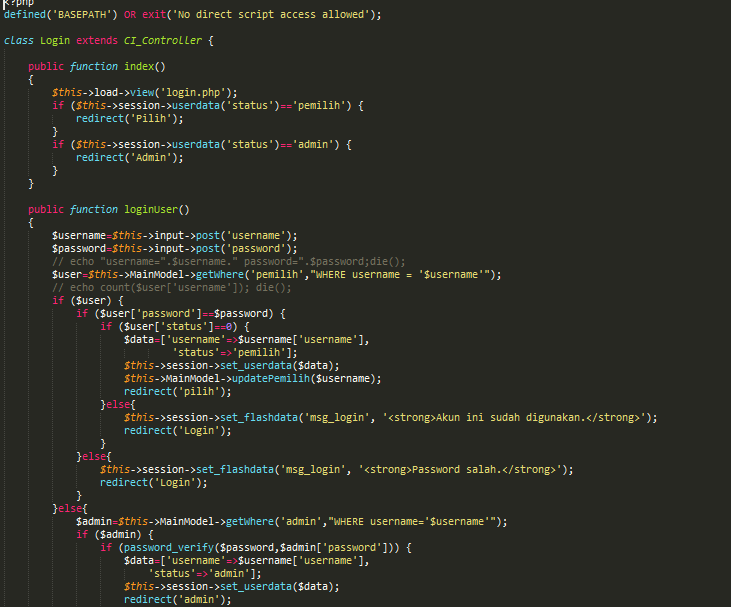 <?php
defined('BASEPATH') OR exit('No direct script access allowed');
class Login extends CI_Controller {
public function index()
{
$this->load->view('login.php');
if ($this->session->userdata('status')=='pemilih') {
redirect('Pilih');
}
if ($this->session->userdata('status')=='admin') {
redirect('Admin');
}
}
public function loginUser()
{
$username=$this->input->post('username');
$password=$this->input->post('password');
// echo "username=".$username." password=".$password;die();
$user=$this->MainModel->getWhere('pemilih',"WHERE username = '$username'");
// echo count($user['username']); die();
if ($user) {
if ($user['password']==$password) {
if ($user['status']==0) {
$data=['username'=>$username['username'],
'status'=>'pemilih'];
$this->session->set_userdata($data);
$this->MainModel->updatePemilih($username);
redirect('pilih');
}else{
$this->session->set_flashdata('msg_login', '<strong>Akun ini sudah digunakan.</strong>');
redirect('Login');
}
}else{
$this->session->set_flashdata('msg_login', '<strong>Password salah.</strong>');
redirect('Login');
}
}else{
$admin=$this->MainModel->getWhere('admin',"WHERE username='$username'");
if ($admin) {
if (password_verify($password,$admin['password'])) {
$data=['username'=>$username['username'],
'status'=>'admin'];
$this->session->set_userdata($data);
redirect('admin');